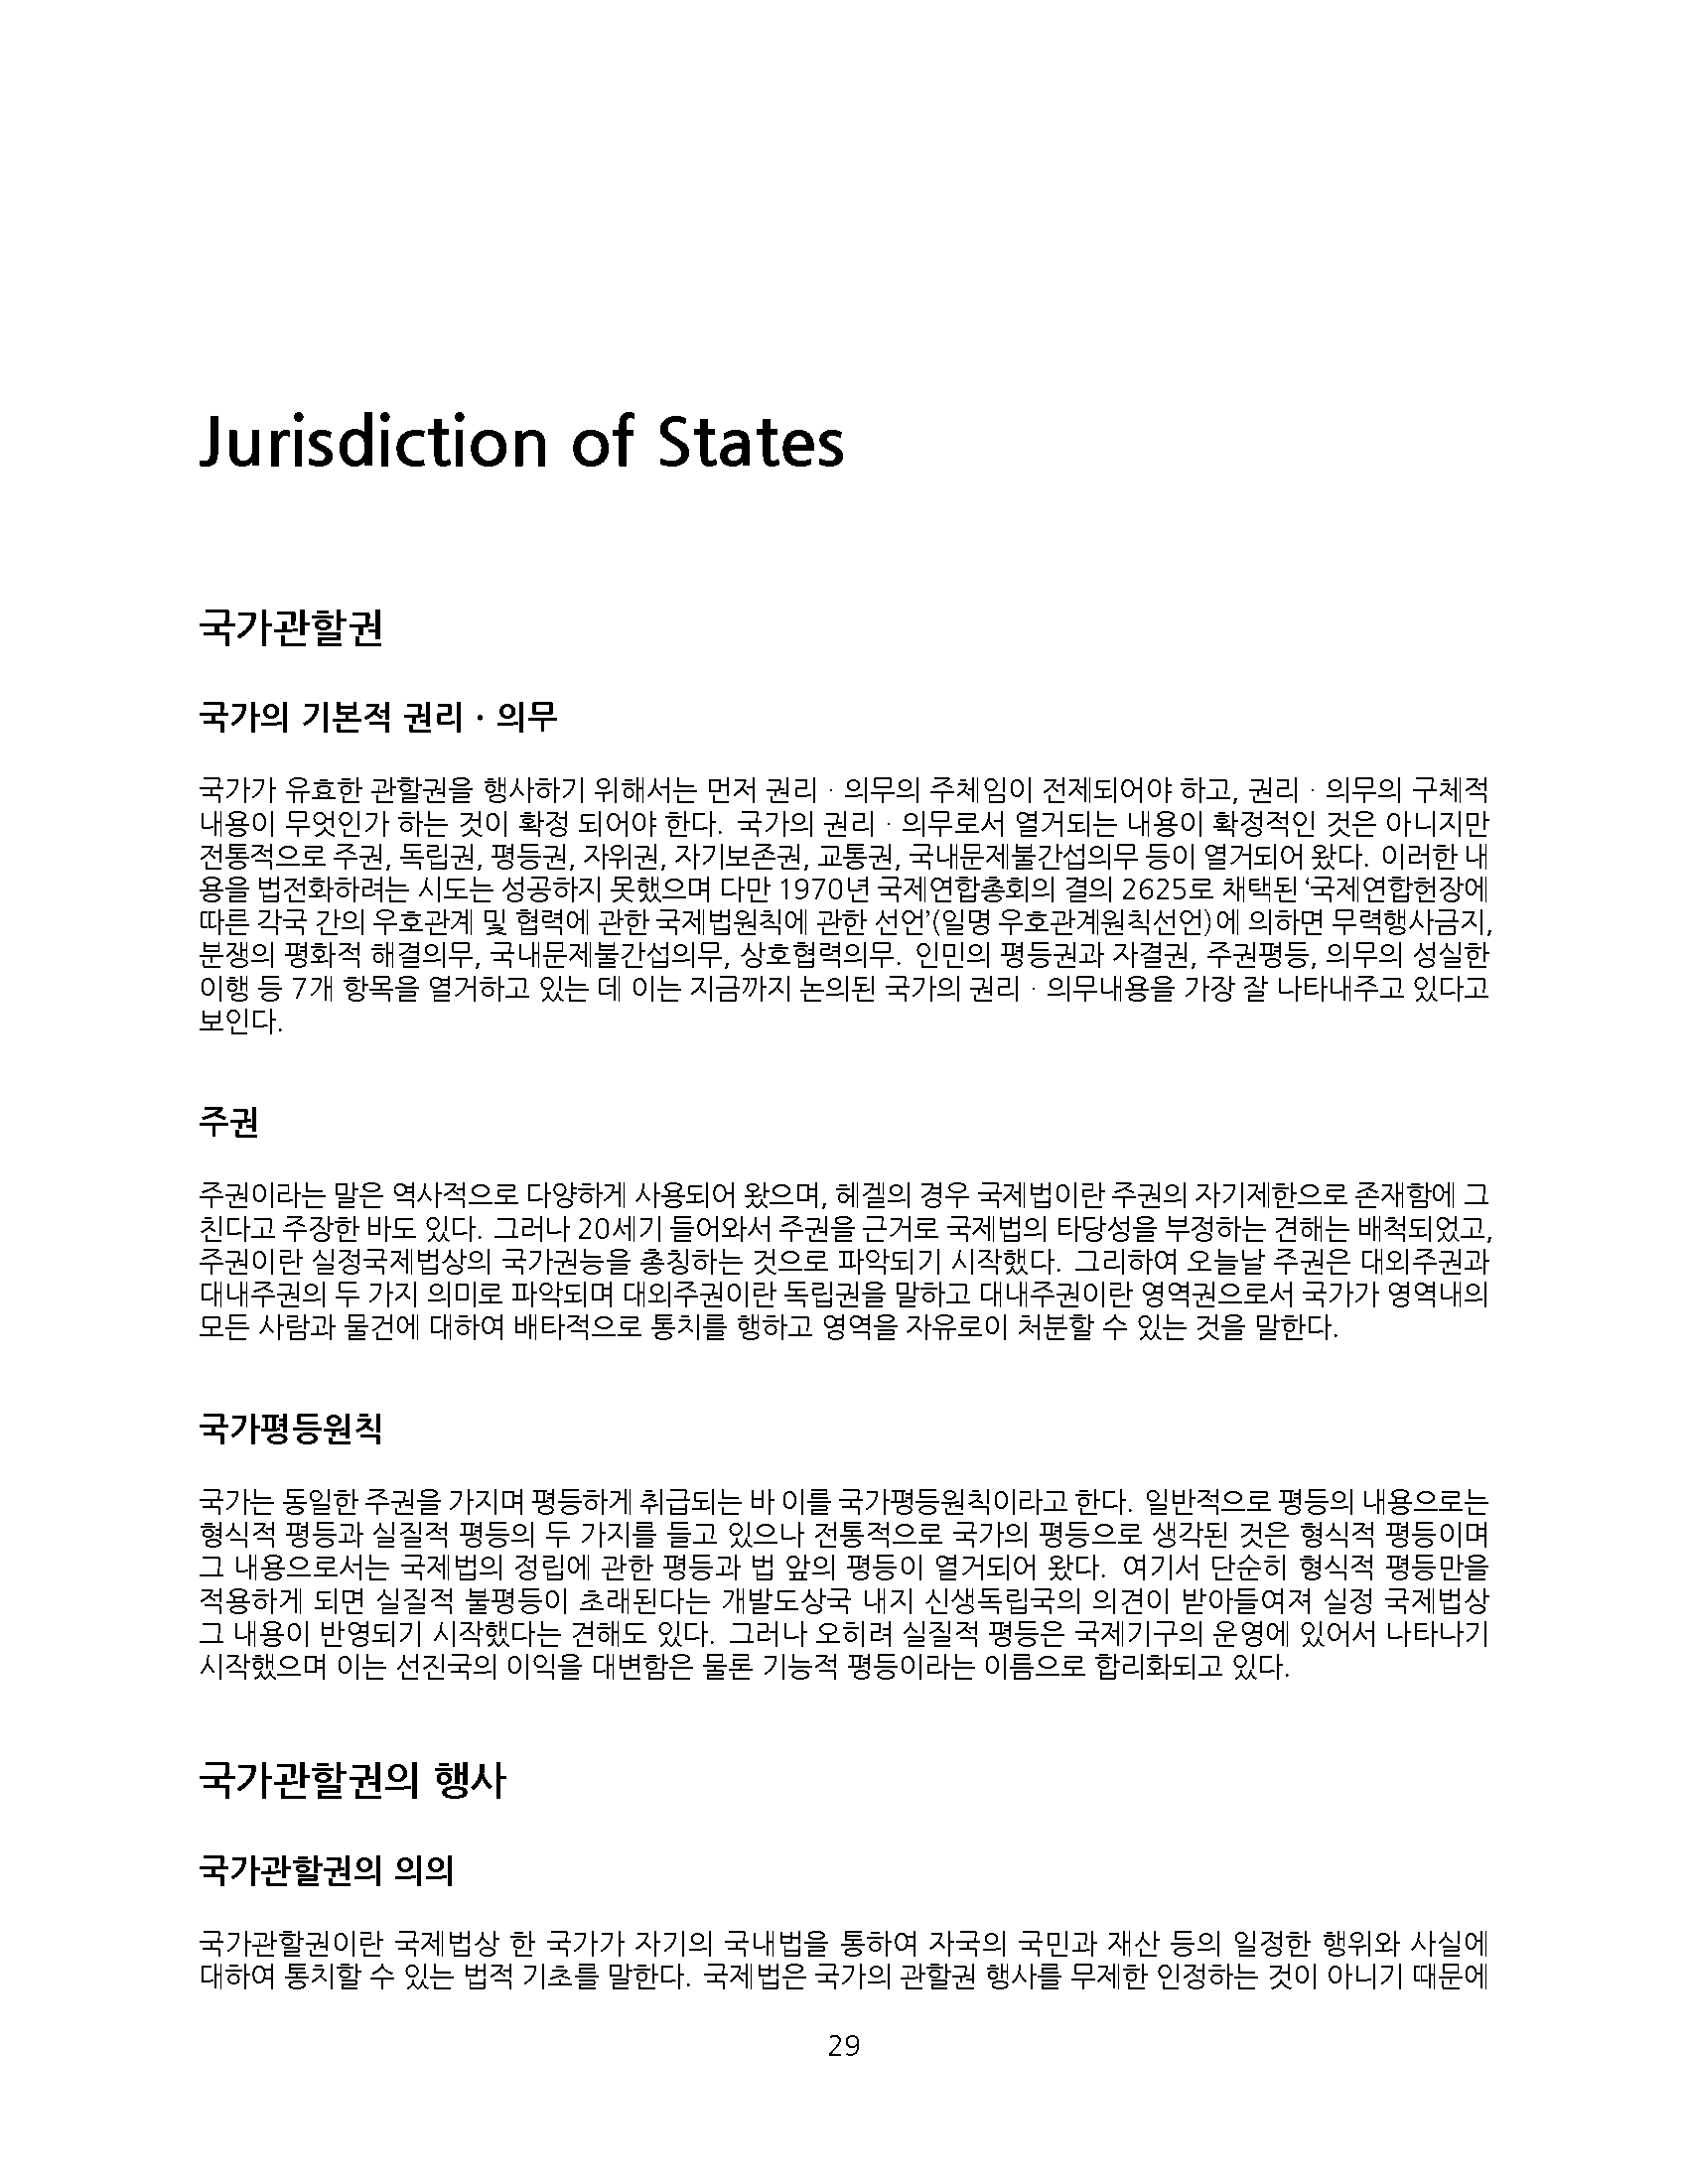 Jurisdiction of States
국가관할권
국가의 기본적 권리 · 의무
국가가 유효한 관할권을 행사하기 위해서는 먼저 권리 · 의무의 주체임이 전제되어야 하고, 권리 · 의무의 구체적
내용이 무엇인가 하는 것이 확정 되어야 한다. 국가의 권리 · 의무로서 열거되는 내용이 확정적인 것은 아니지만
전통적으로 주권, 독립권, 평등권, 자위권, 자기보존권, 교통권, 국내문제불간섭의무 등이 열거되어 왔다. 이러한 내
용을 법전화하려는 시도는 성공하지 못했으며 다만 1970년 국제연합총회의 결의 2625로 채택된 ‘국제연합헌장에
따른 각국 간의 우호관계 및 협력에 관한 국제법원칙에 관한 선언’(일명 우호관계원칙선언)에 의하면 무력행사금지,
분쟁의 평화적 해결의무, 국내문제불간섭의무, 상호협력의무. 인민의 평등권과 자결권, 주권평등, 의무의 성실한
이행 등 7개 항목을 열거하고 있는 데 이는 지금까지 논의된 국가의 권리 · 의무내용을 가장 잘 나타내주고 있다고
보인다.
주권
주권이라는 말은 역사적으로 다양하게 사용되어 왔으며, 헤겔의 경우 국제법이란 주권의 자기제한으로 존재함에 그
친다고 주장한 바도 있다. 그러나 20세기 들어와서 주권을 근거로 국제법의 타당성을 부정하는 견해는 배척되었고,
주권이란 실정국제법상의 국가권능을 총칭하는 것으로 파악되기 시작했다. 그리하여 오늘날 주권은 대외주권과
대내주권의 두 가지 의미로 파악되며 대외주권이란 독립권을 말하고 대내주권이란 영역권으로서 국가가 영역내의
모든 사람과 물건에 대하여 배타적으로 통치를 행하고 영역을 자유로이 처분할 수 있는 것을 말한다.
국가평등원칙
국가는 동일한 주권을 가지며 평등하게 취급되는 바 이를 국가평등원칙이라고 한다. 일반적으로 평등의 내용으로는
형식적 평등과 실질적 평등의 두 가지를 들고 있으나 전통적으로 국가의 평등으로 생각된 것은 형식적 평등이며
그 내용으로서는 국제법의 정립에 관한 평등과 법 앞의 평등이 열거되어 왔다. 여기서 단순히 형식적 평등만을
적용하게 되면 실질적 불평등이 초래된다는 개발도상국 내지 신생독립국의 의견이 받아들여져 실정 국제법상
그 내용이 반영되기 시작했다는 견해도 있다. 그러나 오히려 실질적 평등은 국제기구의 운영에 있어서 나타나기
시작했으며 이는 선진국의 이익을 대변함은 물론 기능적 평등이라는 이름으로 합리화되고 있다.
국가관할권의 행사
국가관할권의 의의
국가관할권이란 국제법상 한 국가가 자기의 국내법을 통하여 자국의 국민과 재산 등의 일정한 행위와 사실에
대하여 통치할 수 있는 법적 기초를 말한다. 국제법은 국가의 관할권 행사를 무제한 인정하는 것이 아니기 때문에
29